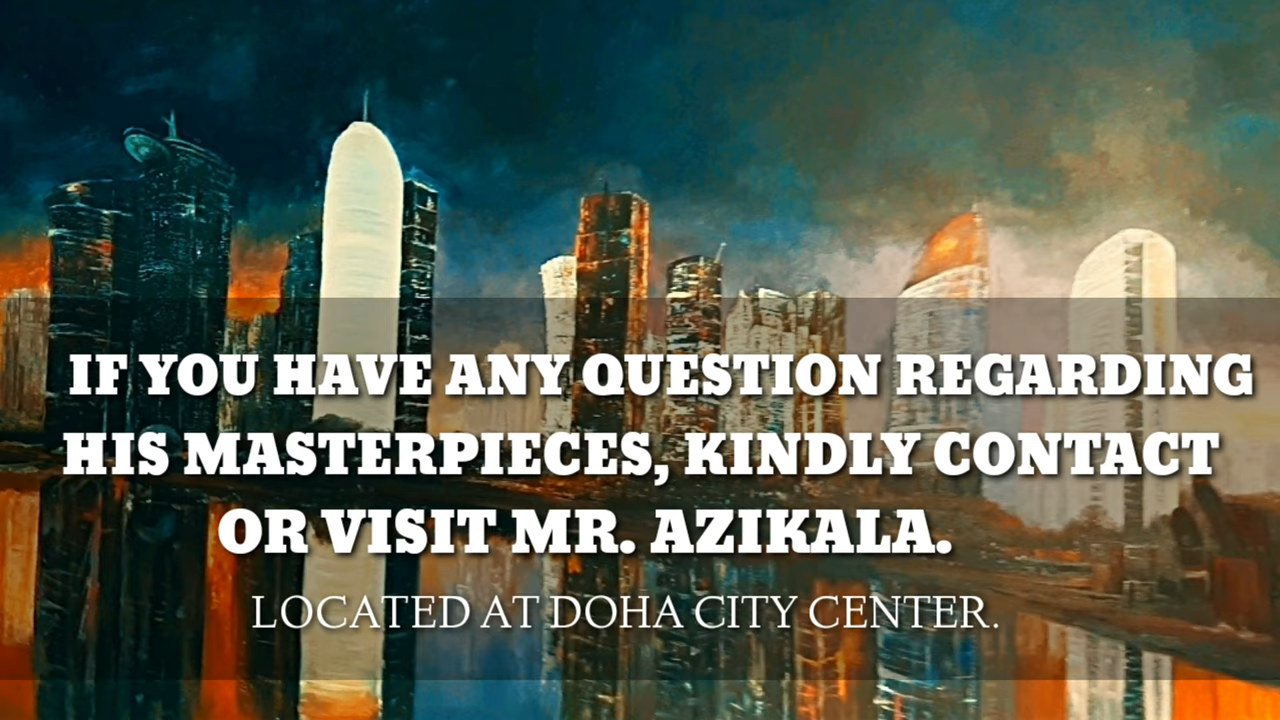 IF YOU HAVE ANY QUESTION REGARDING
HIS MASTERPIECES, KINDLY CONTACT
OR VISIT MR. AZIKALA.
LOCATED AT DOHA CITY CENTER.